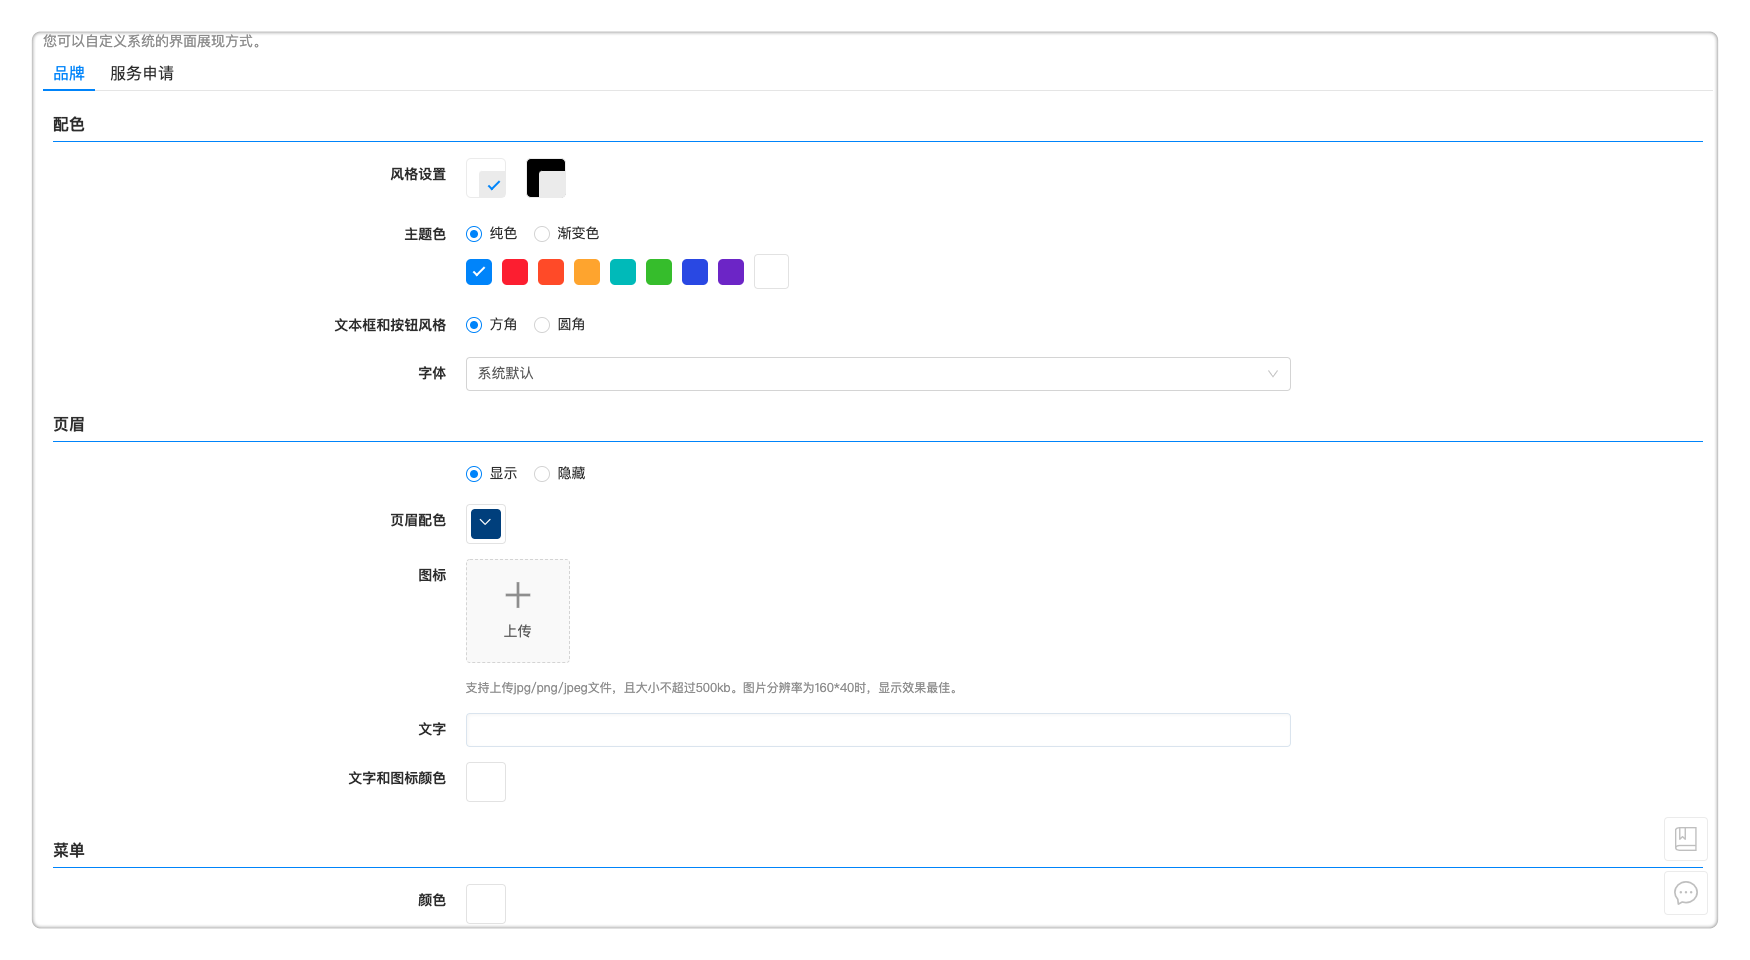 您可以自定义系统的界面展现方式。
品牌 服务申请
配色
风格设置
主题色 纯色 渐变色
文本框和按钮风格 方角 圆角
字体 系统默认
页眉
显示 隐藏
页眉配色
图标
上传
支持上传jpg/png/jpeg文件，且大小不超过500kb。图片分辨率为160*40时，显示效果最佳。
文字
文字和图标颜色
菜单
颜色